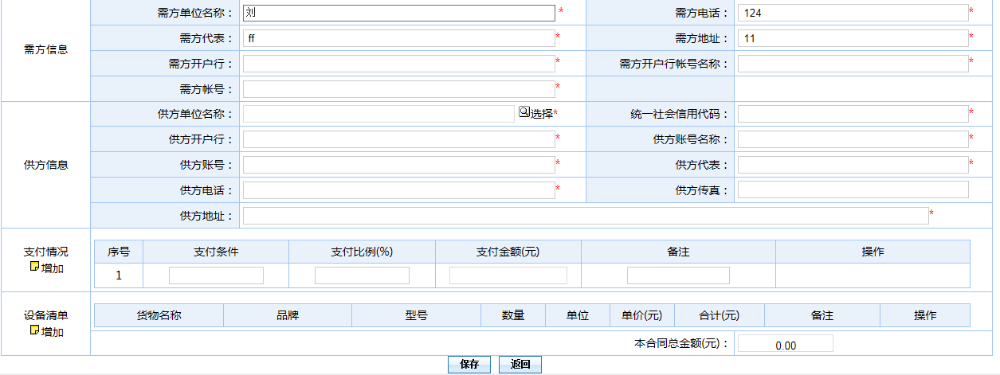 需方信息
需方单位名称： 刘 * 需方电话： 124 *
需方代表： ff * 需方地址： 11 *
需方开户行： * 需方开户行帐号名称： *
需方帐号： *
供方信息
供方单位名称： 选择* 统一社会信用代码： *
供方开户行： * 供方账号名称： *
供方账号： * 供方代表： *
供方电话： * 供方传真：
供方地址： *
支付情况
增加
序号 支付条件 支付比例(%) 支付金额(元) 备注 操作
1
设备清单
增加
货物名称 品牌 型号 数量 单位 单价(元) 合计(元) 备注 操作
本合同总金额(元)： 0.00
保存 返回